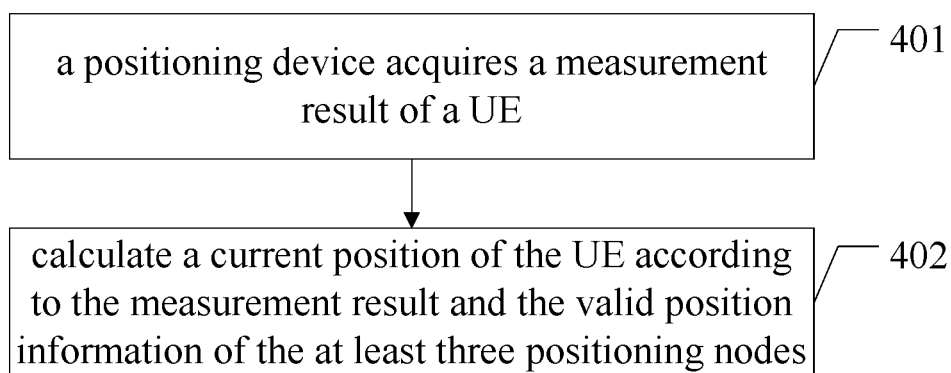 a positioning device acquires a measurement
result of a UE
401
calculate a current position of the UE according
to the measurement result and the valid position
information of the at least three positioning nodes
402